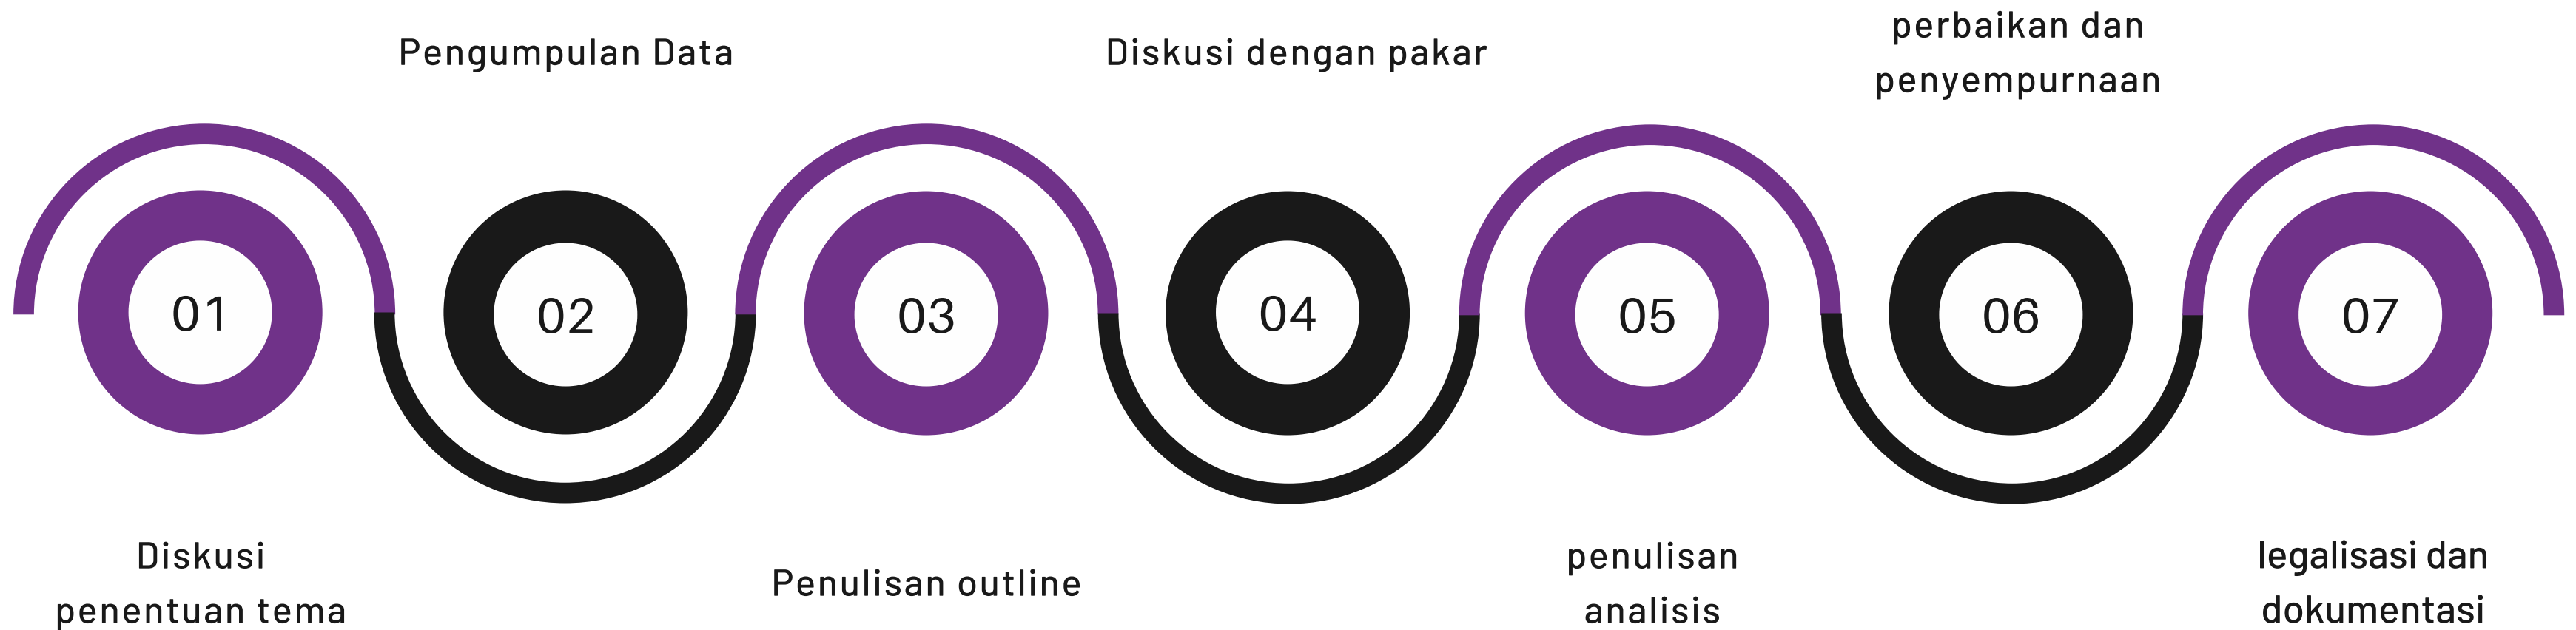 01
Diskusi
penentuan tema
02
Pengumpulan Data
03
Penulisan outline
04
Diskusi dengan pakar
05
penulisan
analisis
06
perbaikan dan
penyempurnaan
07
legalisasi dan
dokumentasi